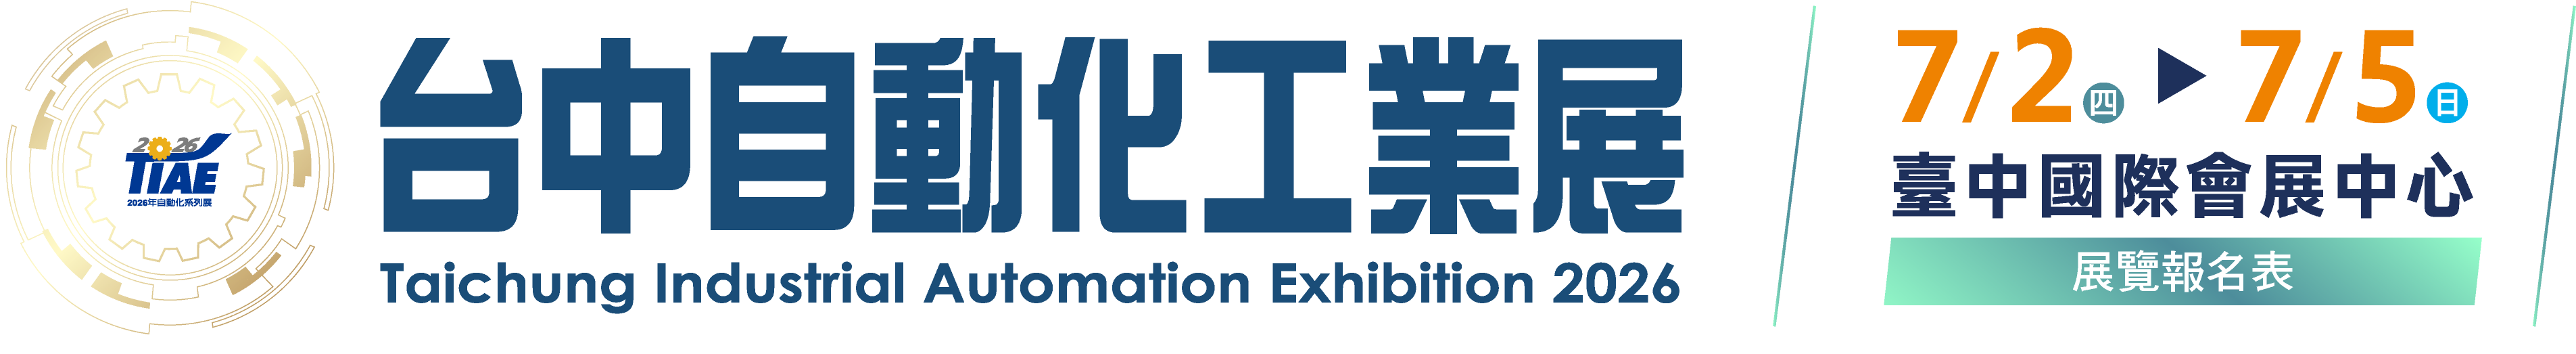 2026
TIAE
2026年自動化系列展
台中自動化工業展
Taichung Industrial Automation Exhibition 2026
7/2 四 ▶ 7/5 日
臺中國際會展中心
展覽報名表